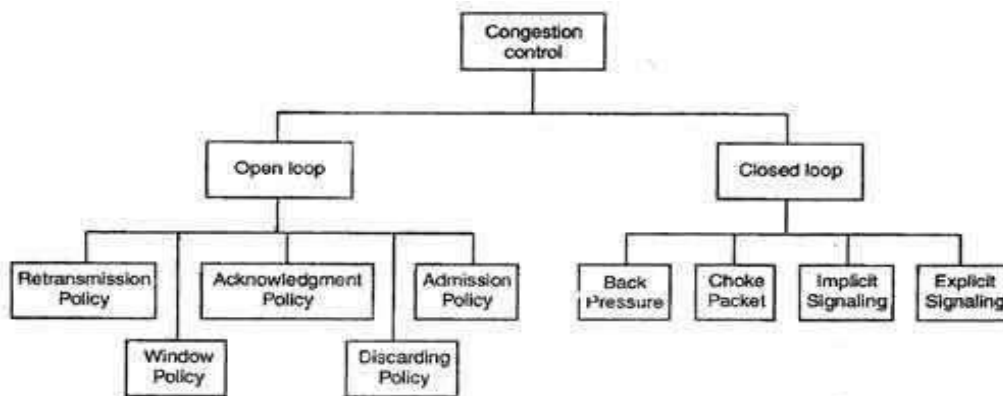 Congestion
control
Open loop
Closed loop
Retransmission
Policy
Acknowledgment
Policy
Admission
Policy
Back
Pressure
Choke
Packet
Implicit
Signaling
Explicit
Signaling
Window
Policy
Discarding
Policy